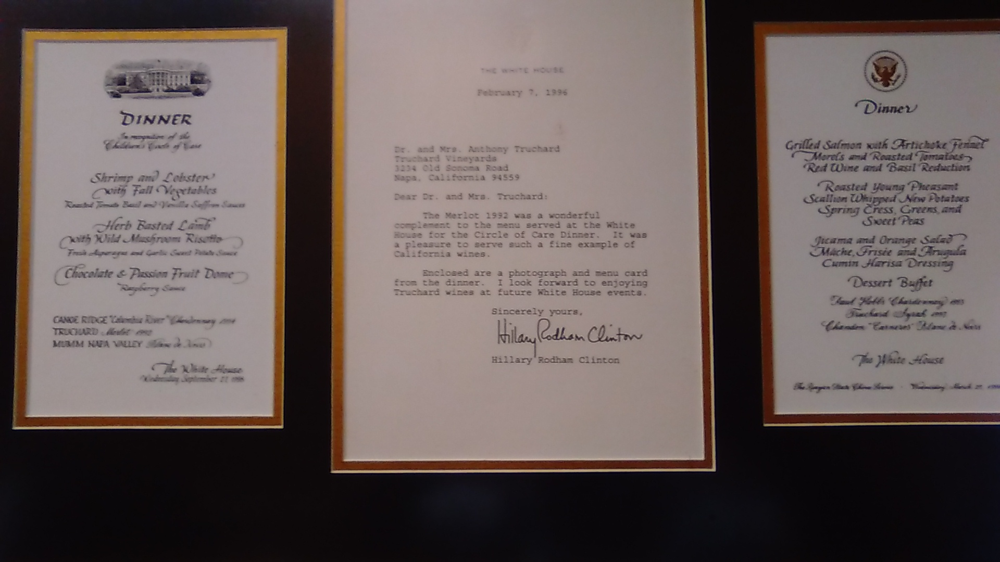 DINNER
In recognition of the
Children's Circle of Care
Shrimp and Lobster
with Fall Vegetables
Roasted Tomato Basil and Vanilla Saffron Sauces
Herb Basted Lamb
with Wild Mushroom Risotto
Fresh Asparagus and Garlic Sweet Potato Sauce
Chocolate & Passion Fruit Dome
Raspberry Sauce
CANOE RIDGE "Columbia River" Chardonnay 1994
TRUCHARD Merlot 1992
MUMM NAPA VALLEY Blanc de Noirs
The White House
Wednesday, September 27,
THE WHITE HOUSE
February 7, 1996
Dr. and Mrs. Anthony Truchard
Truchard Vineyards
3234 Old Sonoma Road
Napa, California 94559
Dear Dr. and Mrs. Truchard:
The Merlot 1992 was a wonderful
complement to the menu served at the White
House for the Circle of Care Dinner. It was
a pleasure to serve such a fine example of
California wines.
Enclosed are a photograph and menu card
from the dinner. I look forward to enjoying
Truchard wines at future White House events.
Sincerely yours,
Hillary Rodham Clinton
Hillary Rodham Clinton
Dinner
Grilled Salmon with Artichoke Fennel
Morels and Roasted Tomatoes
Red Wine and Basil Reduction
Roasted Young Pheasant
Scallion Whipped New Potatoes
Spring Cress, Greens, and
Sweet Peas
Jicama and Orange Salad
Mâche, Frisée and Arugula
Cumin Harisa Dressing
Dessert Buffet
Paul Hobbs Chardonnay
Truchard Syrah
Chandon "Carneros" Blanc de Noirs
The White House
The Reagan State China Service Wednesday, March 27,